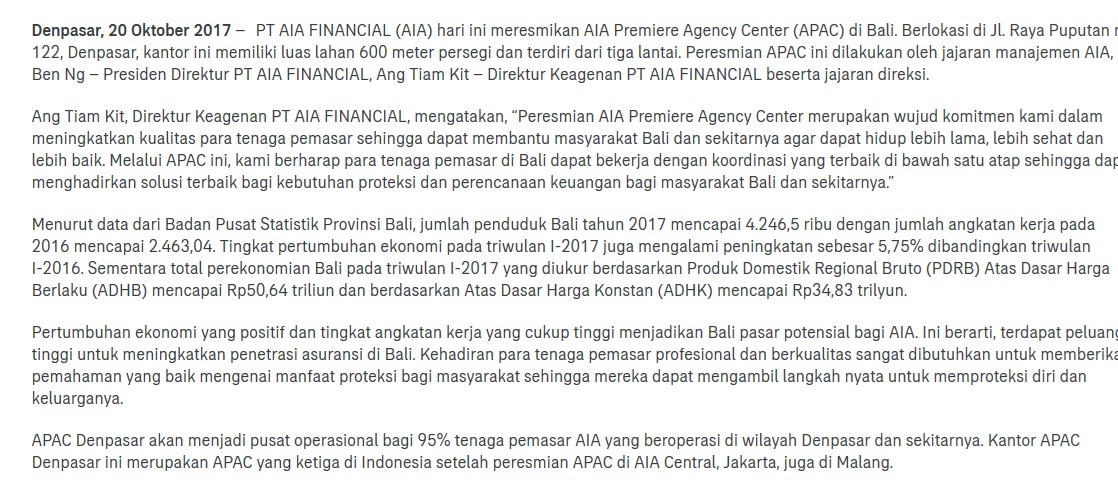 Denpasar, 20 Oktober 2017 – PT AIA FINANCIAL (AIA) hari ini meresmikan AIA Premiere Agency Center (APAC) di Bali. Berlokasi di Jl. Raya Puputan
122, Denpasar, kantor ini memiliki luas lahan 600 meter persegi dan terdiri dari tiga lantai. Peresmian APAC ini dilakukan oleh jajaran manajemen AIA,
Ben Ng – Presiden Direktur PT AIA FINANCIAL, Ang Tiam Kit – Direktur Keagenan PT AIA FINANCIAL beserta jajaran direksi.
Ang Tiam Kit, Direktur Keagenan PT AIA FINANCIAL, mengatakan, “Peresmian AIA Premiere Agency Center merupakan wujud komitmen kami dalam
meningkatkan kualitas para tenaga pemasar sehingga dapat membantu masyarakat Bali dan sekitarnya agar dapat hidup lebih lama, lebih sehat dan
lebih baik. Melalui APAC ini, kami berharap para tenaga pemasar di Bali dapat bekerja dengan koordinasi yang terbaik di bawah satu atap sehingga
menghadirkan solusi terbaik bagi kebutuhan proteksi dan perencanaan keuangan bagi masyarakat Bali dan sekitarnya.”
Menurut data dari Badan Pusat Statistik Provinsi Bali, jumlah penduduk Bali tahun 2017 mencapai 4.246,5 ribu dengan jumlah angkatan kerja pada
2016 mencapai 2.463,04. Tingkat pertumbuhan ekonomi pada triwulan I-2017 juga mengalami peningkatan sebesar 5,75% dibandingkan triwulan
I-2016. Sementara total perekonomian Bali pada triwulan I-2017 yang diukur berdasarkan Produk Domestik Regional Bruto (PDRB) Atas Dasar Harga
Berlaku (ADHB) mencapai Rp50,64 triliun dan berdasarkan Atas Dasar Harga Konstan (ADHK) mencapai Rp34,83 trilyun.
Pertumbuhan ekonomi yang positif dan tingkat angkatan kerja yang cukup tinggi menjadikan Bali pasar potensial bagi AIA. Ini berarti, terdapat
tinggi untuk meningkatkan penetrasi asuransi di Bali. Kehadiran para tenaga pemasar profesional dan berkualitas sangat dibutuhkan untuk
pemahaman yang baik mengenai manfaat proteksi bagi masyarakat sehingga mereka dapat mengambil langkah nyata untuk memproteksi diri dan
keluarganya.
APAC Denpasar akan menjadi pusat operasional bagi 95% tenaga pemasar AIA yang beroperasi di wilayah Denpasar dan sekitarnya. Kantor APAC
Denpasar ini merupakan APAC yang ketiga di Indonesia setelah peresmian APAC di AIA Central, Jakarta, juga di Malang.